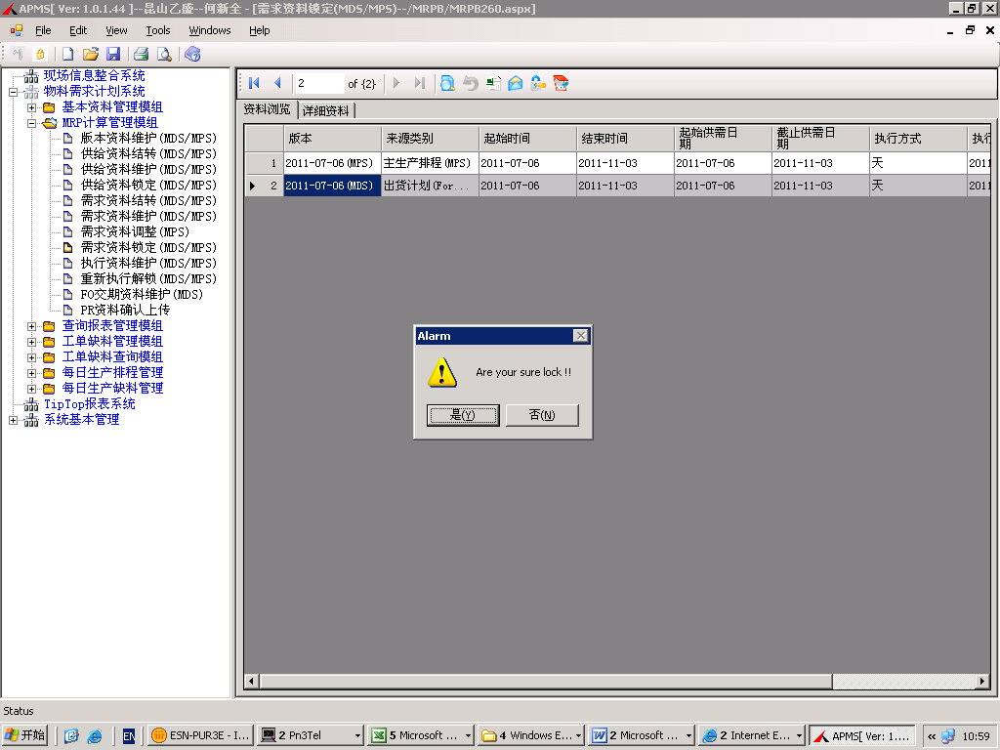 APMS[ Ver: 1.0.1.44 ]--昆山乙盛--何新全 - [需求资料锁定(MDS/MPS)--/MRPB/MRPB260.aspx]
File Edit View Tools Windows Help
现场信息整合系统
物料需求计划系统
基本资料管理模组
MRP计算管理模组
版本资料维护(MDS/MPS)
供给资料结转(MDS/MPS)
供给资料维护(MDS/MPS)
供给资料锁定(MDS/MPS)
需求资料结转(MDS/MPS)
需求资料维护(MDS/MPS)
需求资料调整(MPS)
需求资料锁定(MDS/MPS)
执行资料维护(MDS/MPS)
重新执行解锁(MDS/MPS)
FO交期资料维护(MDS)
PR资料确认上传
查询报表管理模组
工单缺料管理模组
工单缺料查询模组
每日生产排程管理
每日生产缺料管理
TipTop报表系统
系统基本管理
2 of {2}
资料浏览 详细资料
版本 来源类别 起始时间 结束时间 起始供需日期 截止供需日期 执行方式 执行
1 2011-07-06(MPS) 主生产排程(MPS) 2011-07-06 2011-11-03 2011-07-06 2011-11-03 天 2011
2 2011-07-06(MDS) 出货计划(For... 2011-07-06 2011-11-03 2011-07-06 2011-11-03 天 2011
Alarm
Are your sure lock !!
是(Y) 否(N)
Status
开始 EN ESN-PUR3E - I... 2 Pn3Tel 5 Microsoft ... 4 Windows E... 2 Microsoft ... 2 Internet E... APMS[ Ver: 1.... « 10:59